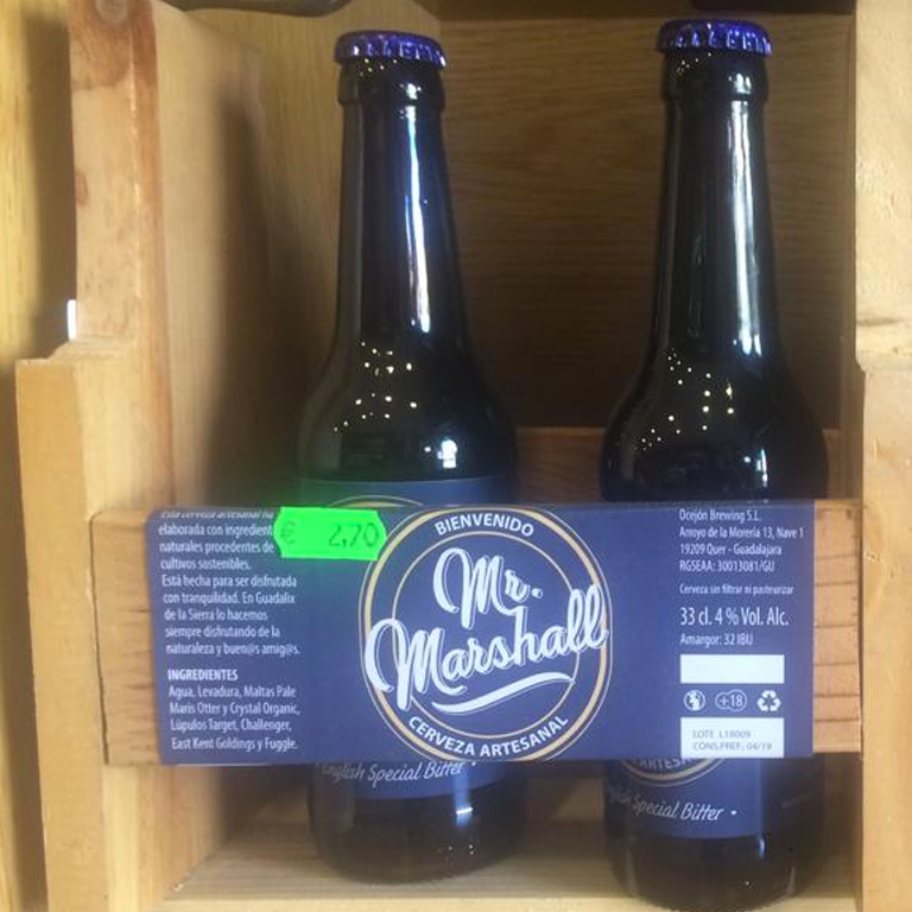 Esta cerveza artesanal ha
elaborada con ingredient
naturales procedentes de
cultivos sostenibles.
Está hecha para ser disfrutada
con tranquilidad. En Guadalix
de la Sierra lo hacemos
siempre disfrutando de la
naturaleza y buen@s amig@s.
INGREDIENTES
Agua, Levadura, Maltas Pale
Maris Otter y Crystal Organic,
Lúpulos Target, Challenger,
East Kent Goldings y Fuggle.
€ 2,70
BIENVENIDO
Mr.
Marshall
CERVEZA ARTESANAL
Ocejón Brewing S.L.
Arroyo de la Morería 13, Nave 1
19209 Quer - Guadalajara
RGSEAA: 30013081/GU
Cerveza sin filtrar ni pasteurizar
33 cl. 4 % Vol. Alc.
Amargor: 32 IBU
+18
LOTE L18009
CONS.PREF.: 04/19
English Special Bitter
ARTESA
Special Bitter